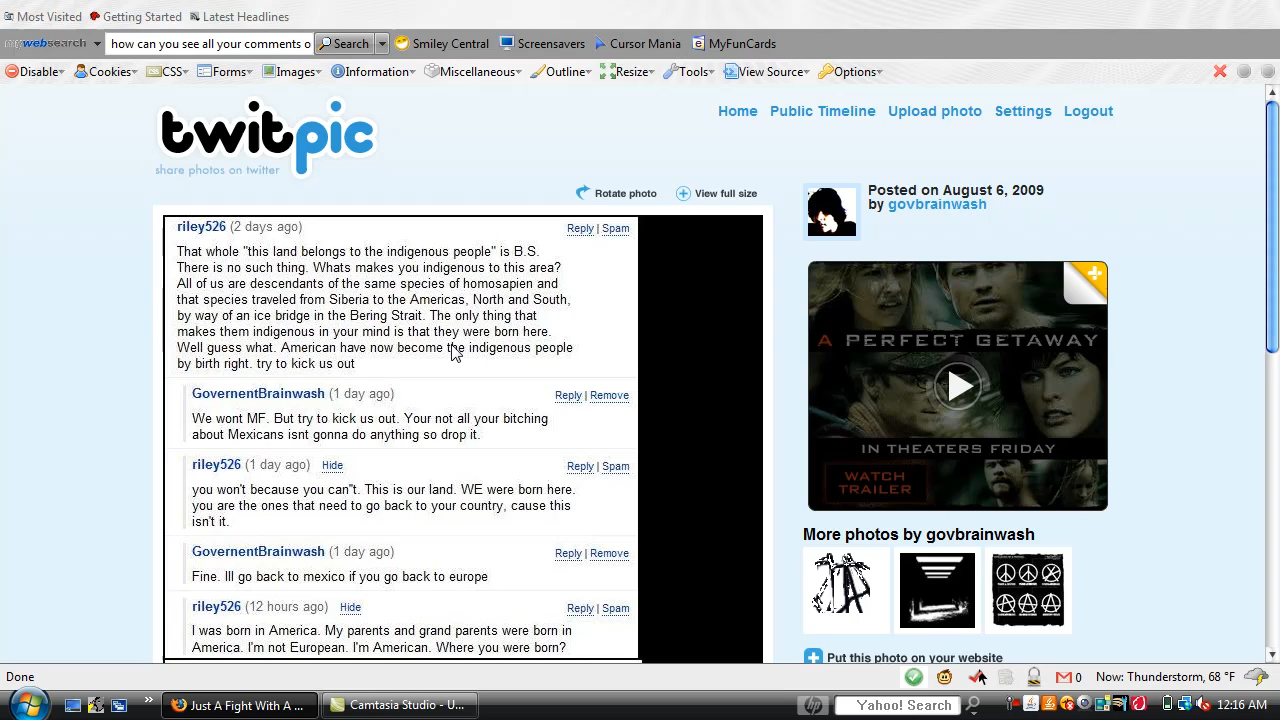 Most Visited Getting Started Latest Headlines
mywebsearch how can you see all your comments o Search Smiley Central Screensavers Cursor Mania MyFunCards
Disable Cookies CSS Forms Images Information Miscellaneous Outline Resize Tools View Source Options
twitpic
share photos on twitter
Home Public Timeline Upload photo Settings Logout
Rotate photo View full size
riley526 (2 days ago) Reply | Spam
That whole "this land belongs to the indigenous people" is B.S.
There is no such thing. Whats makes you indigenous to this area?
All of us are descendants of the same species of homosapien and
that species traveled from Siberia to the Americas, North and South,
by way of an ice bridge in the Bering Strait. The only thing that
makes them indigenous in your mind is that they were born here.
Well guess what. American have now become the indigenous people
by birth right. try to kick us out
GovernentBrainwash (1 day ago) Reply | Remove
We wont MF. But try to kick us out. Your not all your bitching
about Mexicans isnt gonna do anything so drop it.
riley526 (1 day ago) Hide Reply | Spam
you won't because you can't. This is our land. WE were born here.
you are the ones that need to go back to your country, cause this
isn't it.
GovernentBrainwash (1 day ago) Reply | Remove
Fine. Ill go back to mexico if you go back to europe
riley526 (12 hours ago) Hide Reply | Spam
I was born in America. My parents and grand parents were born in
America. I'm not European. I'm American. Where you were born?
Posted on August 6, 2009
by govbrainwash
A PERFECT GETAWAY
IN THEATERS FRIDAY
WATCH
TRAILER
More photos by govbrainwash
Put this photo on your website
Done 0 Now: Thunderstorm, 68 °F
Just A Fight With A ... Camtasia Studio - U... hp Yahoo! Search 12:16 AM